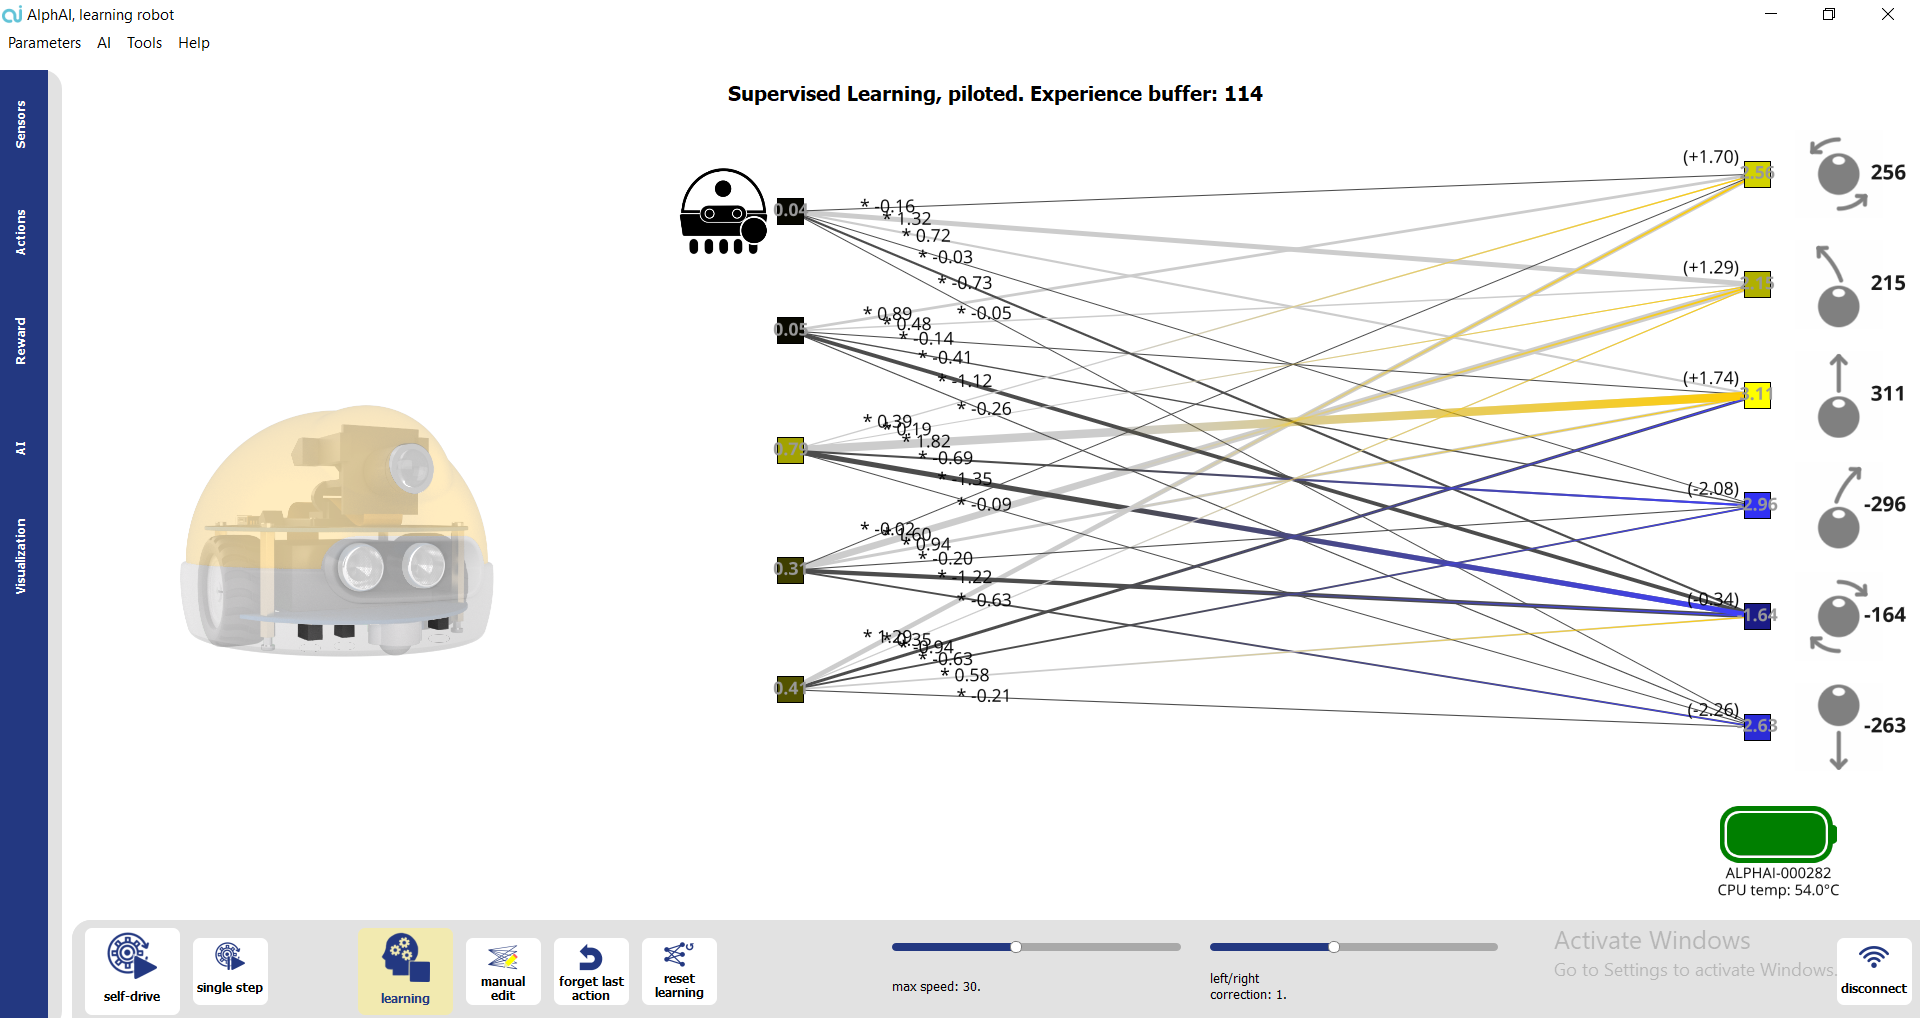 AlphAI, learning robot
Parameters AI Tools Help
Sensors
Actions
Reward
AI
Visualization
Supervised Learning, piloted. Experience buffer: 114
0.04
* -0.16
* 1.32
* 0.72
* -0.03
* -0.73
* -0.05
0.05
* 0.89
* 0.48
* -0.14
* -0.41
* -1.12
* -0.26
* 0.39
* 0.19
* 1.82
* -0.69
* -1.35
* -0.09
0.31
* -0.02
* 1.60
* 0.94
* -0.20
* -1.22
* -0.63
0.41
* 1.29
* 0.35
* -0.94
* -0.63
* 0.58
* -0.21
(+1.70)
2.56
256
(+1.29)
2.15
215
(+1.74)
3.11
311
(-2.08)
2.96
-296
(-0.34)
1.64
-164
(-2.26)
2.63
-263
ALPHAI-000282
CPU temp: 54.0°C
self-drive
single step
learning
manual
edit
forget last
action
reset
learning
max speed: 30.
left/right
correction: 1.
Activate Windows
Go to Settings to activate Windows.
disconnect